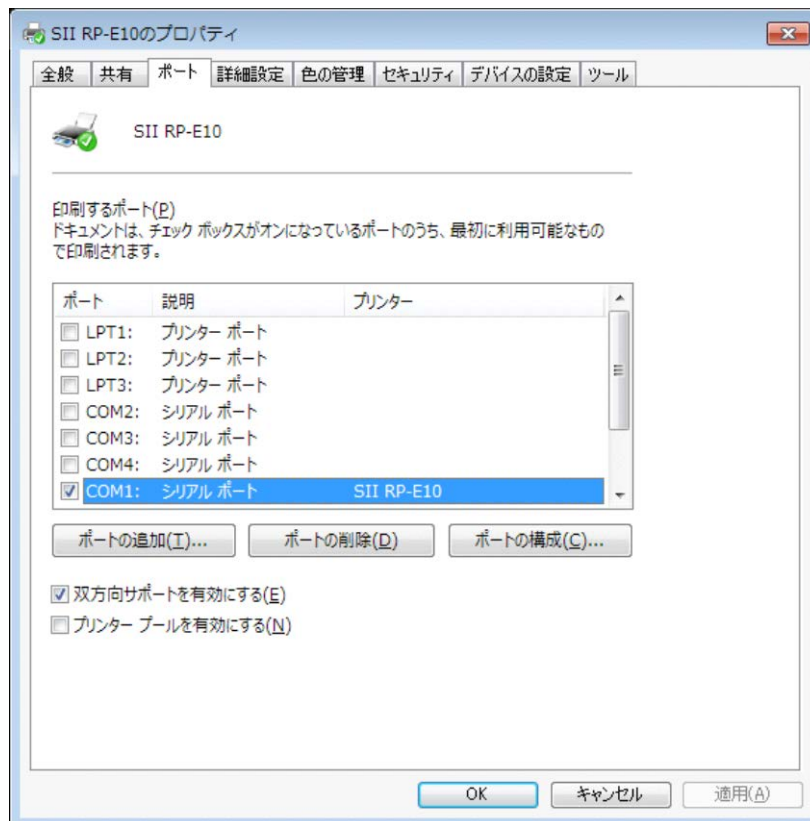 SII RP-E10のプロパティ
全般 共有 ポート 詳細設定 色の管理 セキュリティ デバイスの設定 ツール
SII RP-E10
印刷するポート(P)
ドキュメントは、チェック ボックスがオンになっているポートのうち、最初に利用可能なもの
で印刷されます。
ポート 説明 プリンター
LPT1: プリンター ポート
LPT2: プリンター ポート
LPT3: プリンター ポート
COM2: シリアル ポート
COM3: シリアル ポート
COM4: シリアル ポート
COM1: シリアル ポート SII RP-E10
ポートの追加(T)... ポートの削除(D) ポートの構成(C)...
双方向サポートを有効にする(E)
プリンター プールを有効にする(N)
OK キャンセル 適用(A)